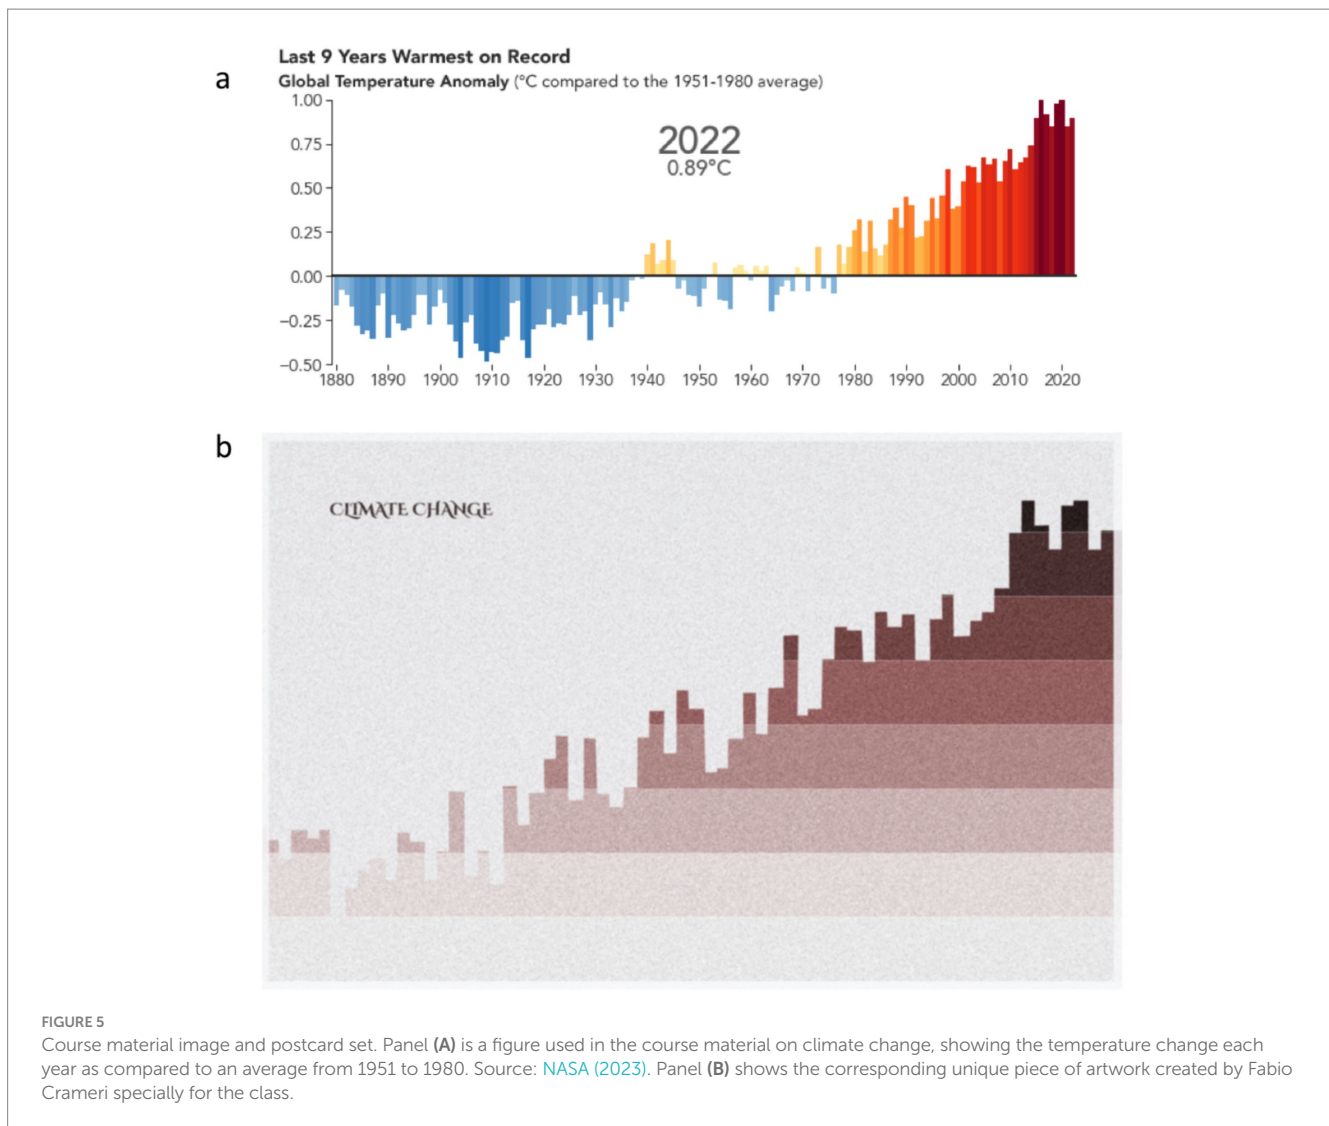 a
Last 9 Years Warmest on Record
Global Temperature Anomaly (°C compared to the 1951-1980 average)
1.00
0.75
0.50
0.25
0.00
−0.25
−0.50
2022
0.89°C
1880 1890 1900 1910 1920 1930 1940 1950 1960 1970 1980 1990 2000 2010 2020
b
CLIMATE CHANGE
FIGURE 5
Course material image and postcard set. Panel (A) is a figure used in the course material on climate change, showing the temperature change each
year as compared to an average from 1951 to 1980. Source: NASA (2023). Panel (B) shows the corresponding unique piece of artwork created by Fabio
Crameri specially for the class.